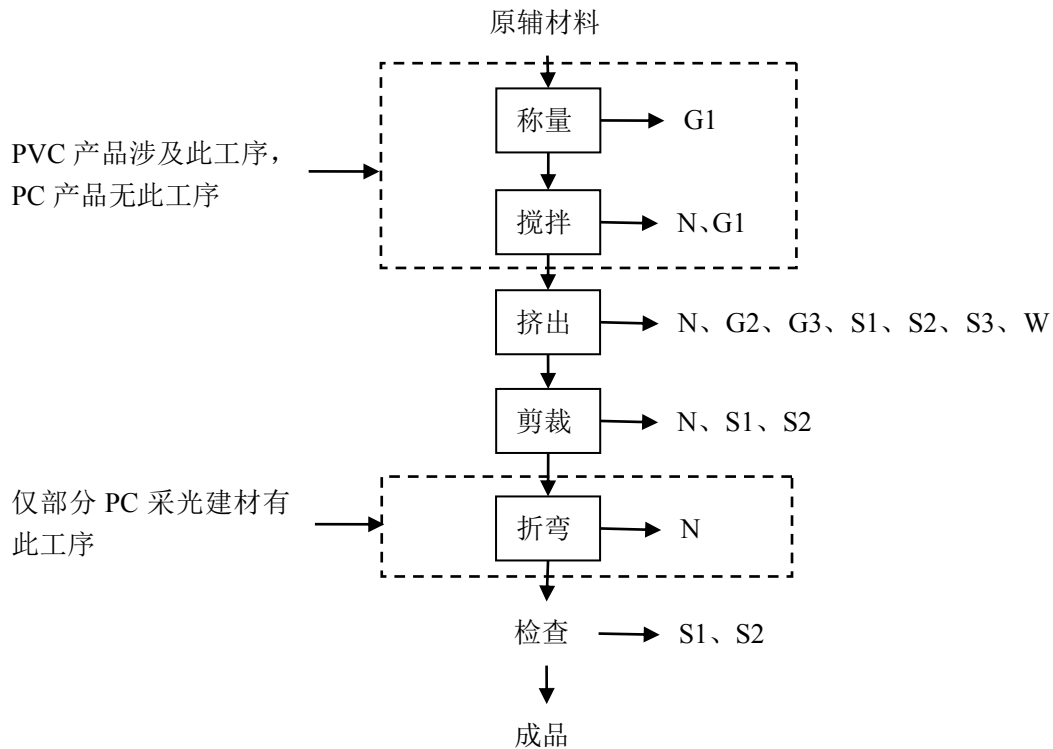 原辅材料
称量
G1
PVC 产品涉及此工序，
PC 产品无此工序
搅拌
N、G1
挤出
N、G2、G3、S1、S2、S3、W
剪裁
N、S1、S2
仅部分 PC 采光建材有
此工序
折弯
N
检查
S1、S2
成品